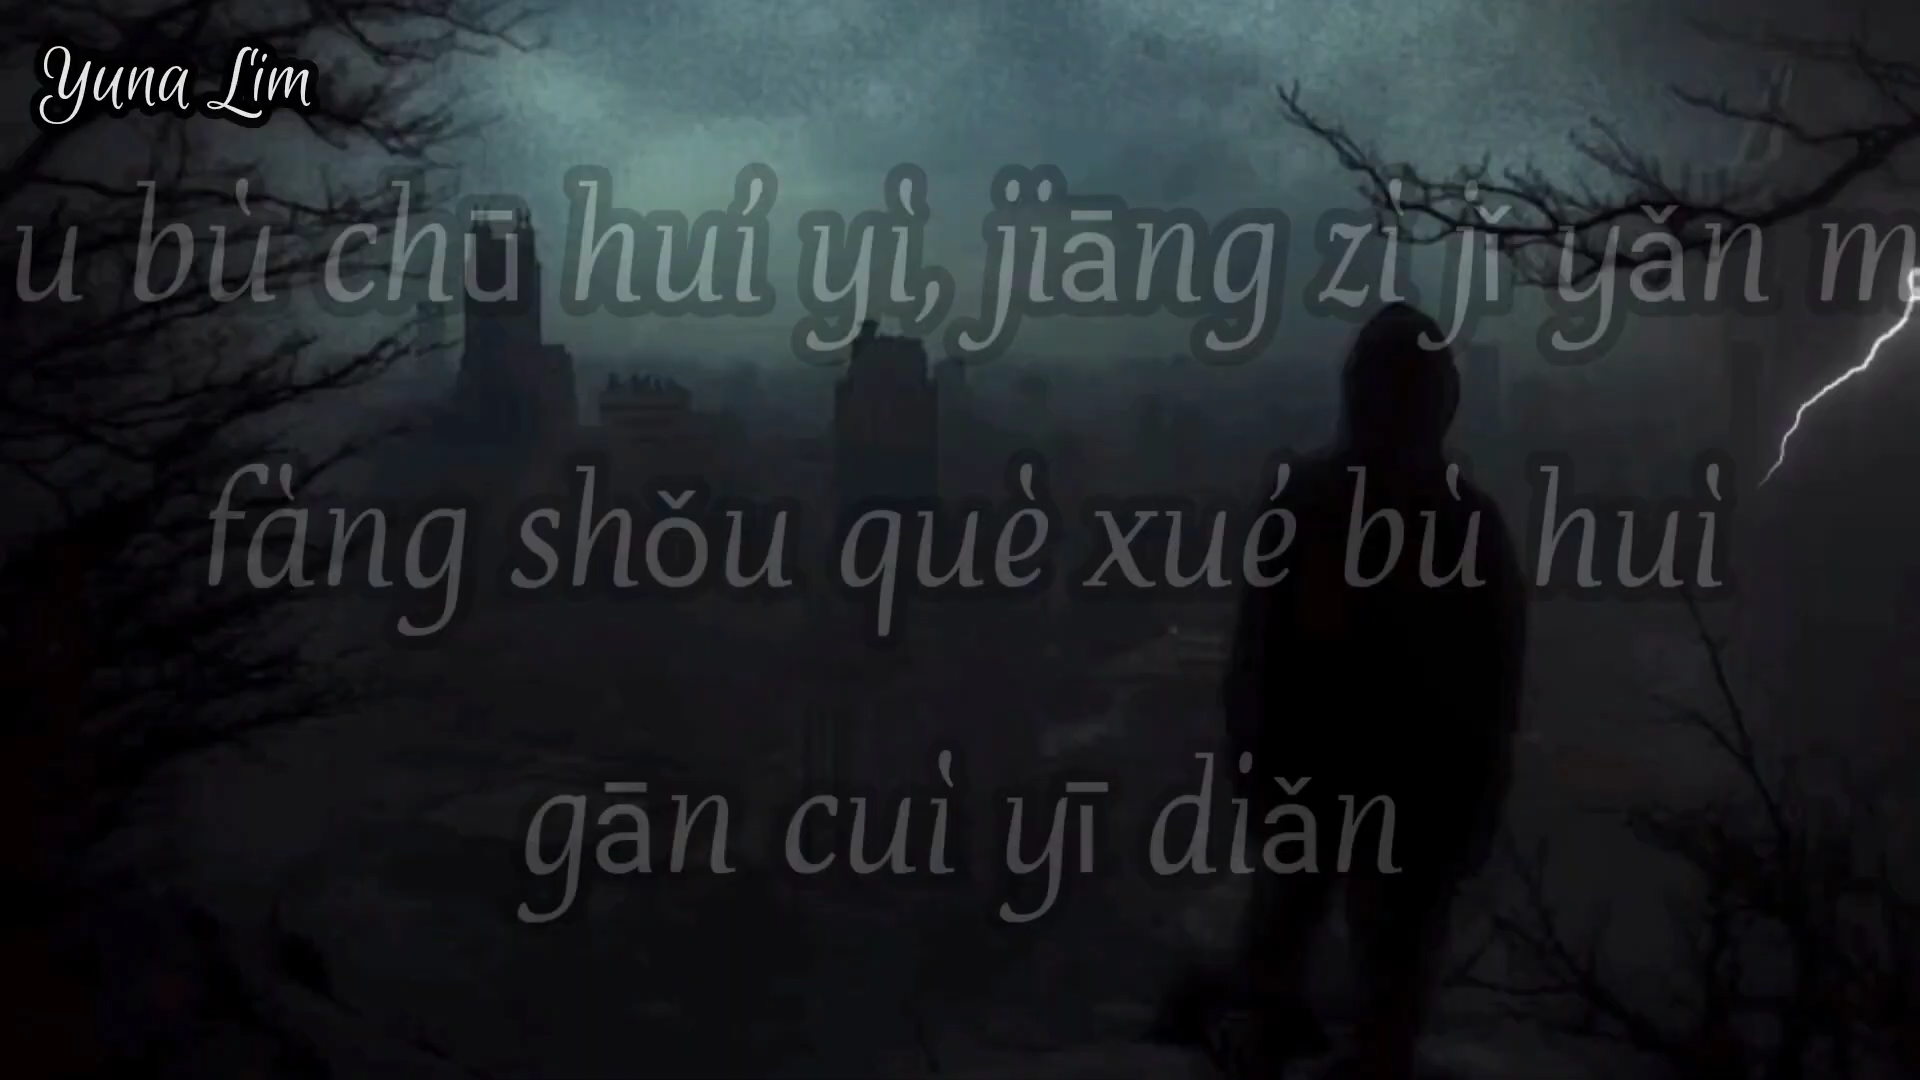 Yuna Lim
u bù chū huí yì, jiāng zì jǐ yǎn m
fàng shǒu què xué bù huì
gān cuì yī diǎn